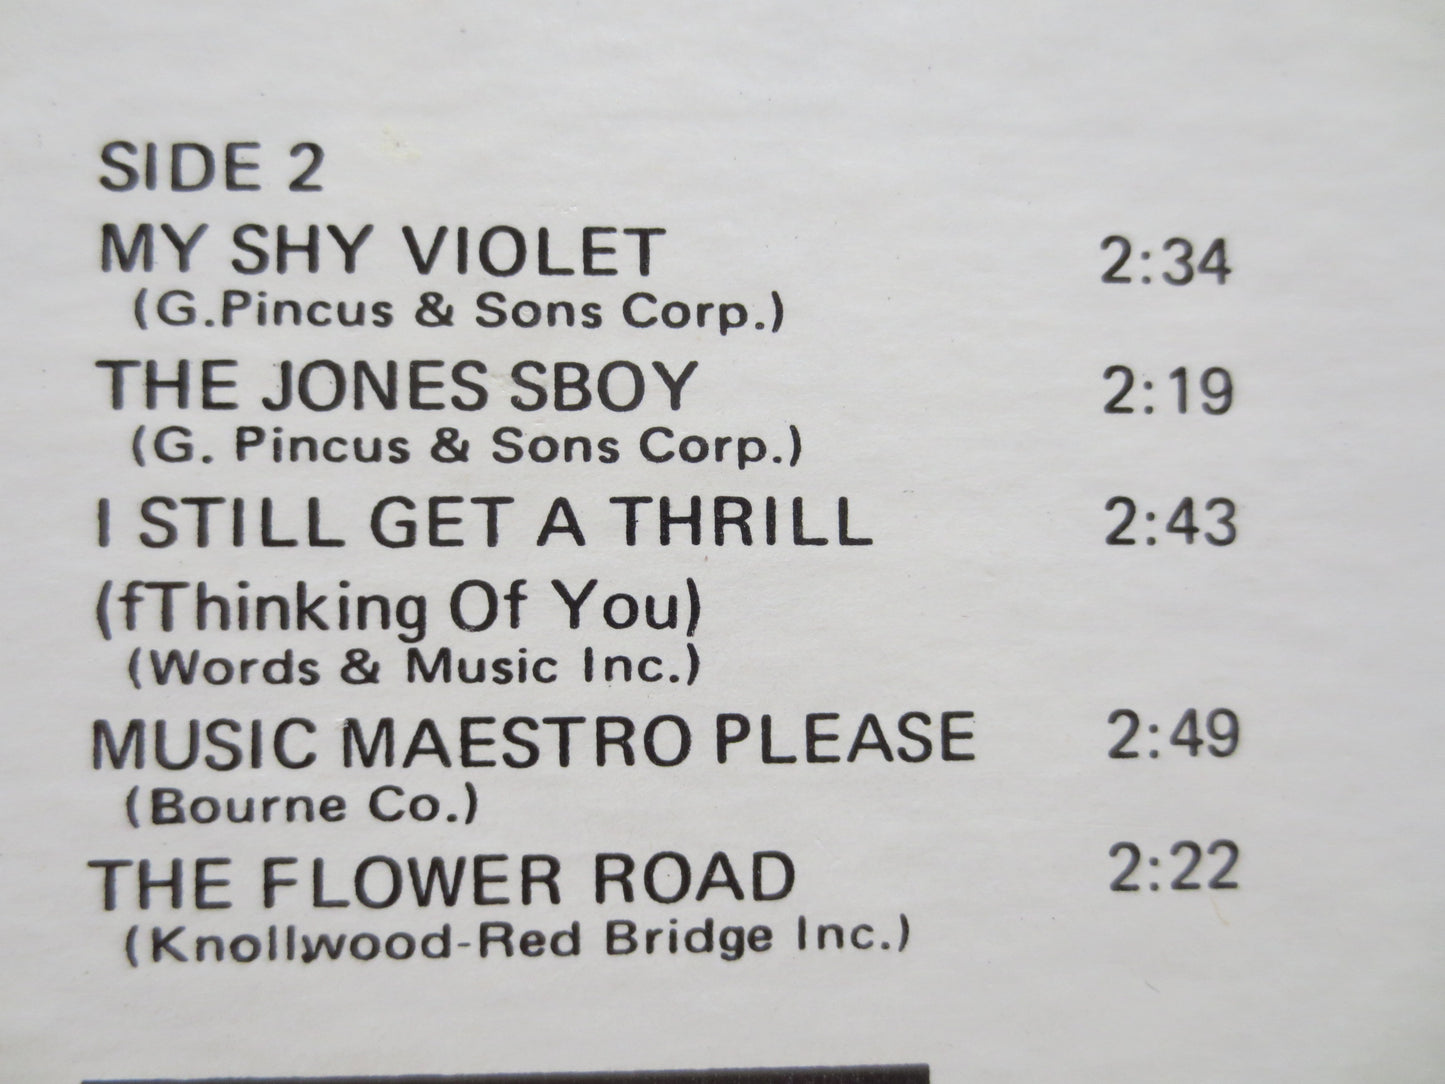 SIDE 2
MY SHY VIOLET 2:34
(G.Pincus & Sons Corp.)
THE JONES SBOY 2:19
(G. Pincus & Sons Corp.)
I STILL GET A THRILL 2:43
(fThinking Of You)
(Words & Music Inc.)
MUSIC MAESTRO PLEASE 2:49
(Bourne Co.)
THE FLOWER ROAD 2:22
(Knollwood-Red Bridge Inc.)